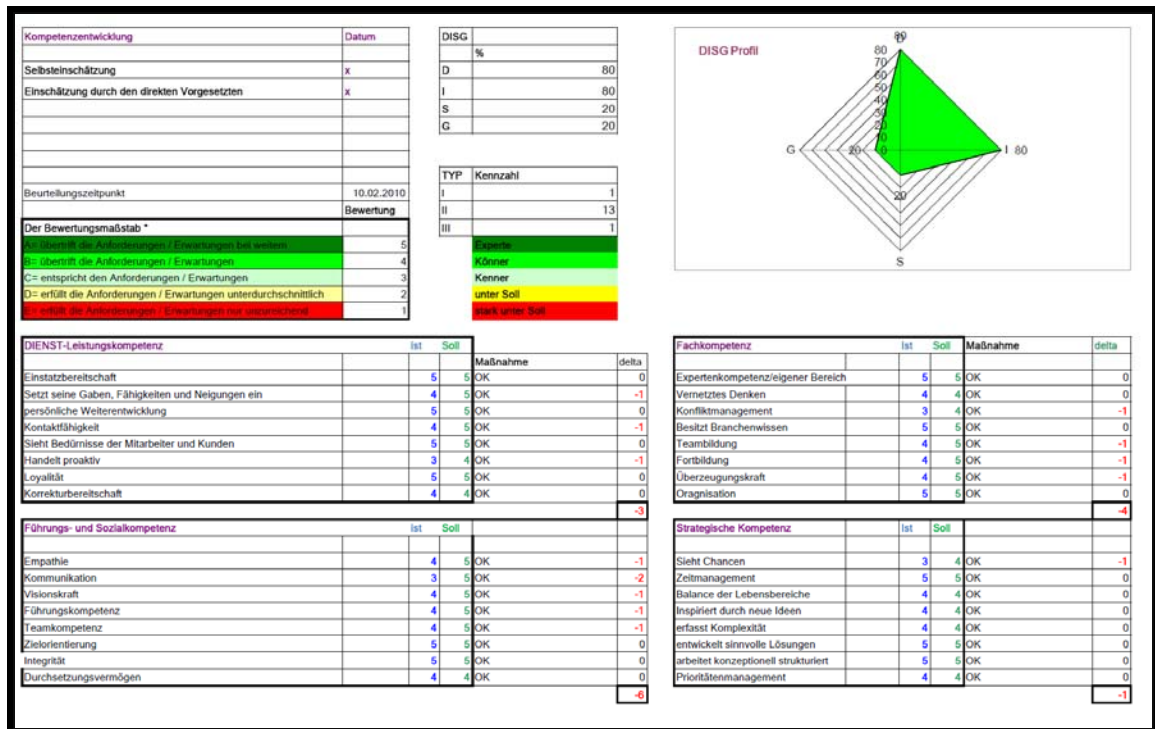 Kompetenzentwicklung Datum
Selbsteinschätzung x
Einschätzung durch den direkten Vorgesetzten x
Beurteilungszeitpunkt 10.02.2010
Bewertung
Der Bewertungsmaßstab *
A= übertrift die Anforderungen / Erwartungen bei weitem 5
B= übertrift die Anforderungen / Erwartungen 4
C= entspricht den Anforderungen / Erwartungen 3
D= erfüllt die Anforderungen / Erwartungen unterdurchschnittlich 2
E= erfüllt die Anforderungen / Erwartungen nur unzureichend 1
DISG
%
D 80
I 80
S 20
G 20
TYP Kennzahl
I 1
II 13
III 1
Experte
Könner
Kenner
unter Soll
stark unter Soll
DISG Profil
80
D
80
70
60
50
40
30
20
10
0
G 20 I 80
20
S
DIENST-Leistungskompetenz Ist Soll
Maßnahme delta
Einstatzbereitschaft 5 5 OK 0
Setzt seine Gaben, Fähigkeiten und Neigungen ein 4 5 OK -1
persönliche Weiterentwicklung 5 5 OK 0
Kontaktfähigkeit 4 5 OK -1
Sieht Bedürnisse der Mitarbeiter und Kunden 5 5 OK 0
Handelt proaktiv 3 4 OK -1
Loyalität 5 5 OK 0
Korrekturbereitschaft 4 4 OK 0
-3
Fachkompetenz Ist Soll Maßnahme delta
Expertenkompetenz/eigener Bereich 5 5 OK 0
Vernetztes Denken 4 4 OK 0
Konfliktmanagement 3 4 OK -1
Besitzt Branchenwissen 5 5 OK 0
Teambildung 4 5 OK -1
Fortbildung 4 5 OK -1
Überzeugungskraft 4 5 OK -1
Oragnisation 5 5 OK 0
-4
Führungs- und Sozialkompetenz Ist Soll
Empathie 4 5 OK -1
Kommunikation 3 5 OK -2
Visionskraft 4 5 OK -1
Führungskompetenz 4 5 OK -1
Teamkompetenz 4 5 OK -1
Zielorientierung 5 5 OK 0
Integrität 5 5 OK 0
Durchsetzungsvermögen 4 4 OK 0
-6
Strategische Kompetenz Ist Soll
Sieht Chancen 3 4 OK -1
Zeitmanagement 5 5 OK 0
Balance der Lebensbereiche 4 4 OK 0
Inspiriert durch neue Ideen 4 4 OK 0
erfasst Komplexität 4 4 OK 0
entwickelt sinnvolle Lösungen 5 5 OK 0
arbeitet konzeptionell strukturiert 5 5 OK 0
Prioritätenmanagement 4 4 OK 0
-1